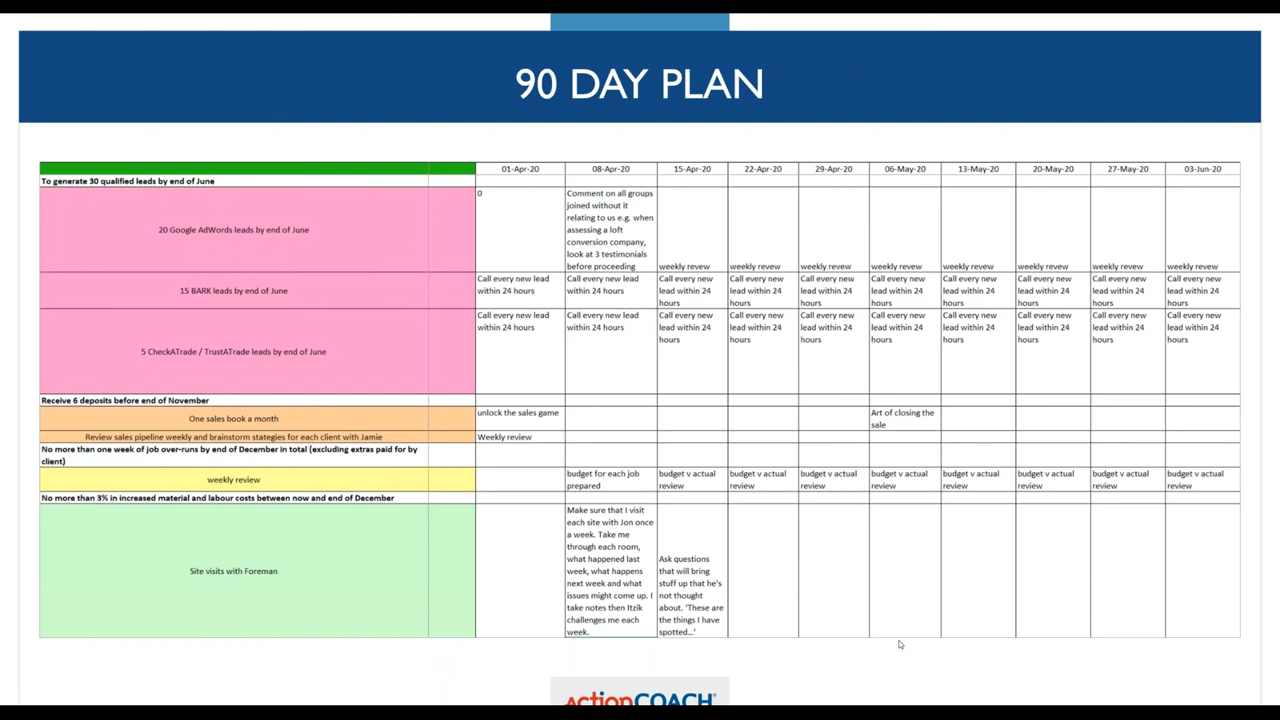 90 DAY PLAN
01-Apr-20 08-Apr-20 15-Apr-20 22-Apr-20 29-Apr-20 06-May-20 13-May-20 20-May-20 27-May-20 03-Jun-20
To generate 30 qualified leads by end of June
20 Google AdWords leads by end of June
0
Comment on all groups
joined without it
relating to us e.g. when
assessing a loft
conversion company,
look at 3 testimonials
before proceeding
weekly revew
weekly revew
weekly revew
weekly revew
weekly revew
weekly revew
weekly revew
weekly revew
15 BARK leads by end of June
Call every new lead
within 24 hours
Call every new lead
within 24 hours
Call every new
lead within 24
hours
Call every new
lead within 24
hours
Call every new
lead within 24
hours
Call every new
lead within 24
hours
Call every new
lead within 24
hours
Call every new
lead within 24
hours
Call every new
lead within 24
hours
Call every new
lead within 24
hours
5 CheckATrade / TrustATrade leads by end of June
Call every new lead
within 24 hours
Call every new lead
within 24 hours
Call every new
lead within 24
hours
Call every new
lead within 24
hours
Call every new
lead within 24
hours
Call every new
lead within 24
hours
Call every new
lead within 24
hours
Call every new
lead within 24
hours
Call every new
lead within 24
hours
Call every new
lead within 24
hours
Receive 6 deposits before end of November
One sales book a month
unlock the sales game
Art of closing the
sale
Review sales pipeline weekly and brainstorm stategies for each client with Jamie
Weekly review
No more than one week of job over-runs by end of December in total (excluding extras paid for by
client)
weekly review
budget for each job
prepared
budget v actual
review
budget v actual
review
budget v actual
review
budget v actual
review
budget v actual
review
budget v actual
review
budget v actual
review
budget v actual
review
No more than 3% in increased material and labour costs between now and end of December
Site visits with Foreman
Make sure that I visit
each site with Jon once
a week. Take me
through each room,
what happened last
week, what happens
next week and what
issues might come up. I
take notes then Itzik
challenges me each
week.
Ask questions
that will bring
stuff up that he's
not thought
about. 'These are
the things I have
spotted...'
ActionCOACH